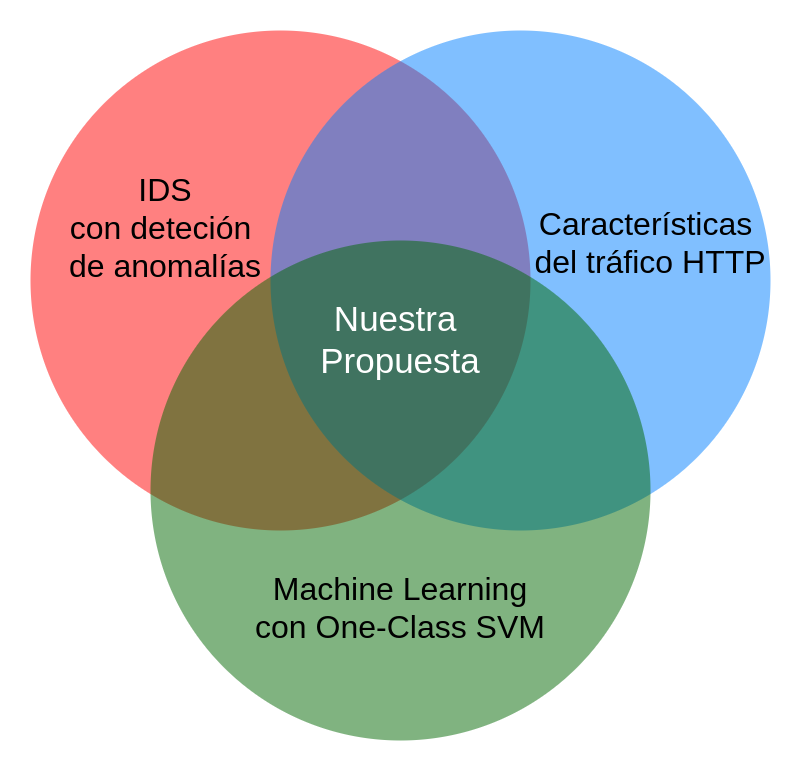 IDS
con deteción
de anomalías
Características
del tráfico HTTP
Nuestra
Propuesta
Machine Learning
con One-Class SVM